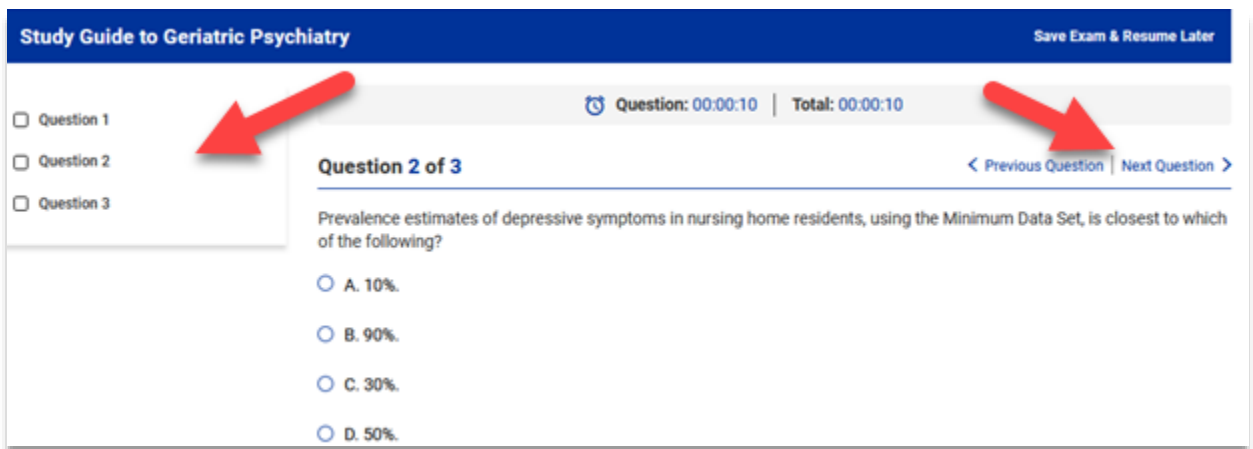 Study Guide to Geriatric Psychiatry
Save Exam & Resume Later
Question 1
Question 2
Question 3
Question: 00:00:10 | Total: 00:00:10
Question 2 of 3
< Previous Question | Next Question >
Prevalence estimates of depressive symptoms in nursing home residents, using the Minimum Data Set, is closest to which
of the following?
A. 10%.
B. 90%.
C. 30%.
D. 50%.